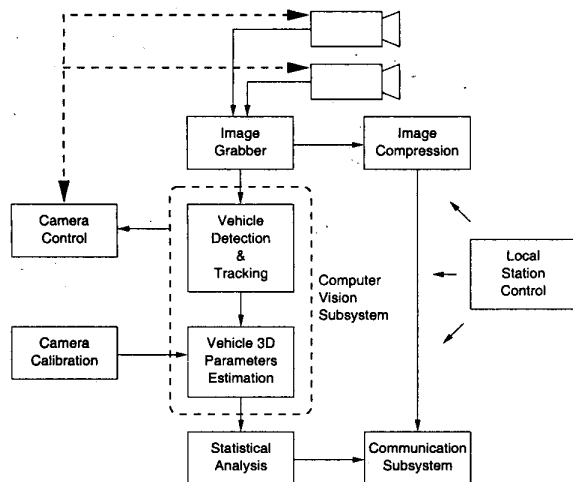 Image
Grabber
Image
Compression
Camera
Control
Vehicle
Detection
&
Tracking
Computer
Vision
Subsystem
Local
Station
Control
Camera
Calibration
Vehicle 3D
Parameters
Estimation
Statistical
Analysis
Communication
Subsystem